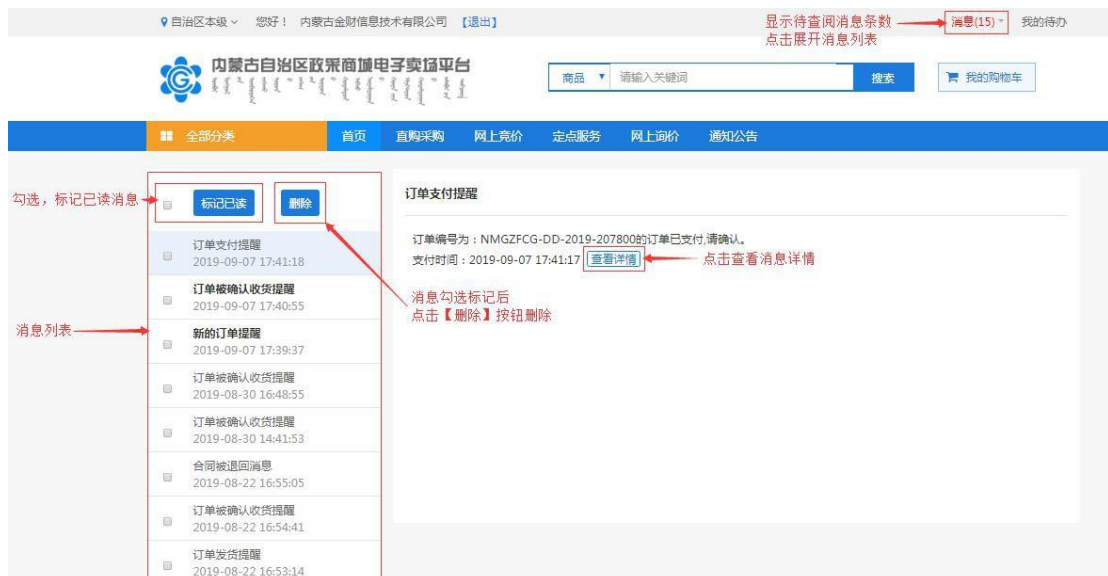 自治区本级 您好！ 内蒙古金财信息技术有限公司 【退出】
显示待查阅消息条数
点击展开消息列表
消息(15) 我的待办
内蒙古自治区政采商城电子卖场平台
商品 请输入关键词 搜索 我的购物车
全部分类 首页 直购采购 网上竞价 定点服务 网上询价 通知公告
勾选，标记已读消息
标记已读 删除
订单支付提醒
订单编号为：NMGZFCG-DD-2019-207800的订单已支付,请确认。
支付时间：2019-09-07 17:41:17 查看详情 点击查看消息详情
消息勾选标记后
点击【删除】按钮删除
消息列表
订单支付提醒
2019-09-07 17:41:18
订单被确认收货提醒
2019-09-07 17:40:55
新的订单提醒
2019-09-07 17:39:37
订单被确认收货提醒
2019-08-30 16:48:55
订单被确认收货提醒
2019-08-30 14:41:53
合同被退回消息
2019-08-22 16:55:05
订单被确认收货提醒
2019-08-22 16:54:41
订单发货提醒
2019-08-22 16:53:14